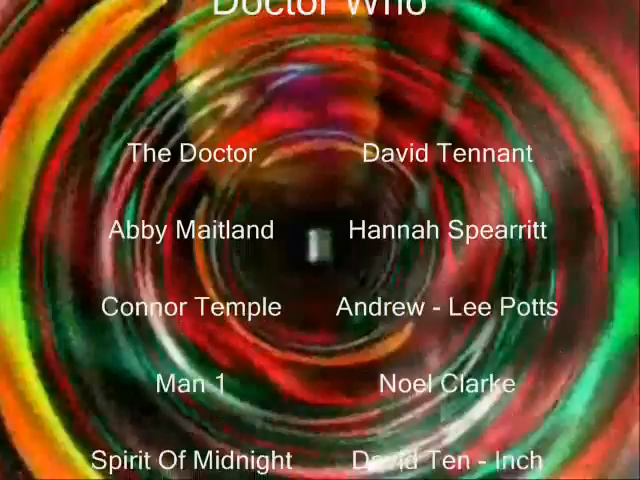 Doctor Who
The Doctor David Tennant
Abby Maitland Hannah Spearritt
Connor Temple Andrew - Lee Potts
Man 1 Noel Clarke
Spirit Of Midnight David Ten - Inch